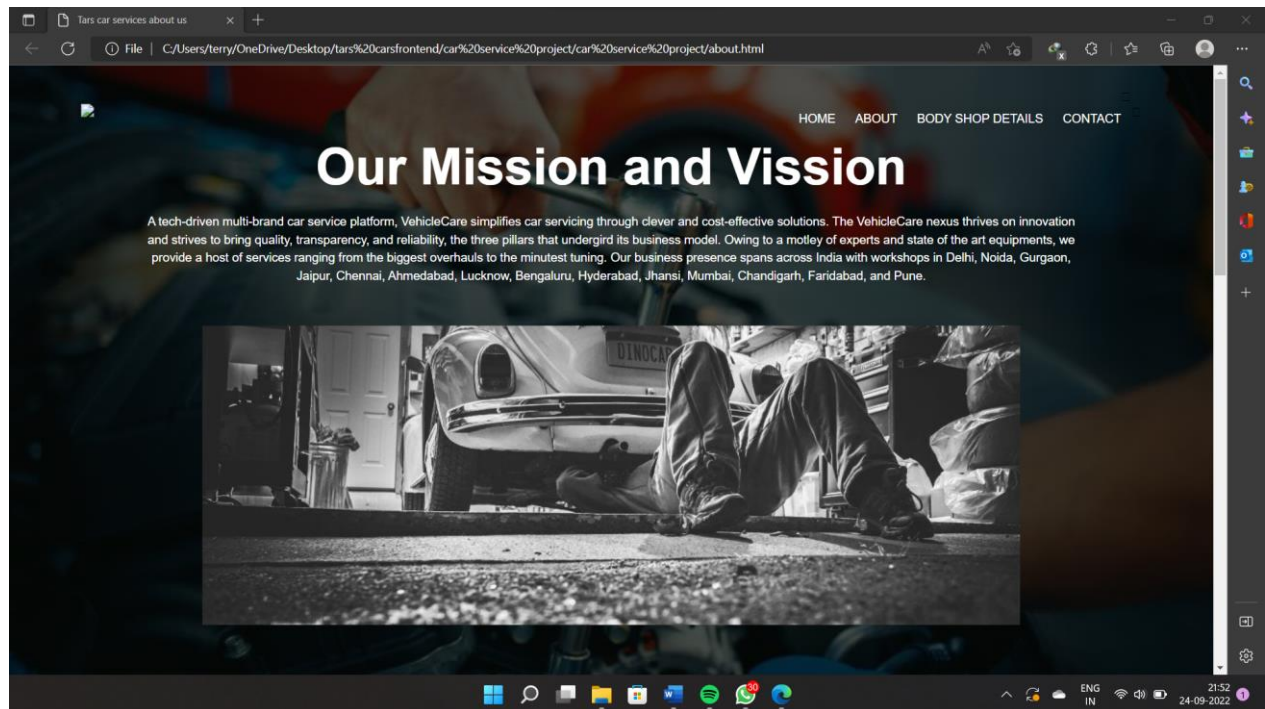 Tars car services about us
File | C:/Users/terry/OneDrive/Desktop/tars%20carsfrontend/car%20service%20project/car%20service%20project/about.html
HOME ABOUT BODY SHOP DETAILS CONTACT
Our Mission and Vission
A tech-driven multi-brand car service platform, VehicleCare simplifies car servicing through clever and cost-effective solutions. The VehicleCare nexus thrives on innovation
and strives to bring quality, transparency, and reliability, the three pillars that undergird its business model. Owing to a motley of experts and state of the art equipments, we
provide a host of services ranging from the biggest overhauls to the minutest tuning. Our business presence spans across India with workshops in Delhi, Noida, Gurgaon,
Jaipur, Chennai, Ahmedabad, Lucknow, Bengaluru, Hyderabad, Jhansi, Mumbai, Chandigarh, Faridabad, and Pune.
DINOCAR
30
ENG
IN
21:52
24-09-2022
1